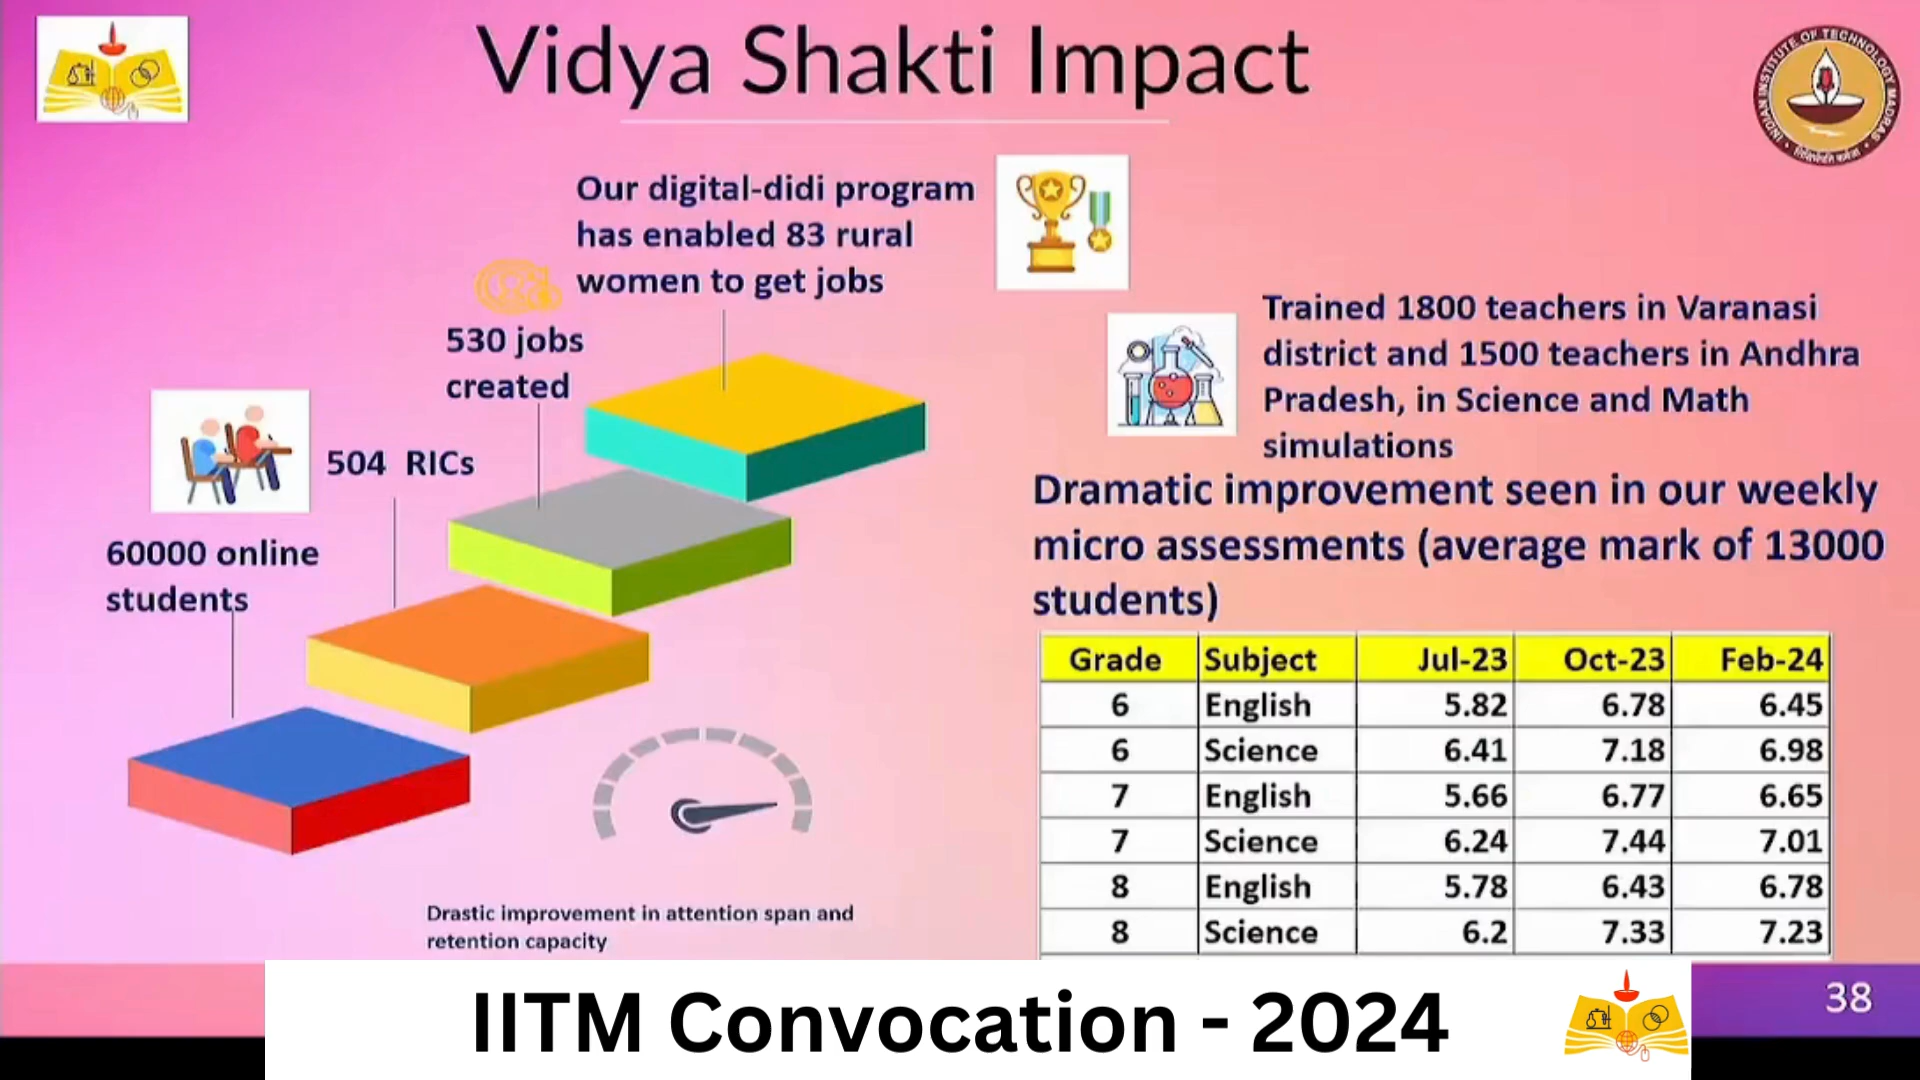 Vidya Shakti Impact
INDIAN INSTITUTE OF TECHNOLOGY MADRAS
Our digital-didi program
has enabled 83 rural
women to get jobs
530 jobs
created
504 RICs
60000 online
students
Trained 1800 teachers in Varanasi
district and 1500 teachers in Andhra
Pradesh, in Science and Math
simulations
Dramatic improvement seen in our weekly
micro assessments (average mark of 13000
students)
Grade Subject Jul-23 Oct-23 Feb-24
6 English 5.82 6.78 6.45
6 Science 6.41 7.18 6.98
7 English 5.66 6.77 6.65
7 Science 6.24 7.44 7.01
8 English 5.78 6.43 6.78
8 Science 6.2 7.33 7.23
Drastic improvement in attention span and
retention capacity
IITM Convocation - 2024
38